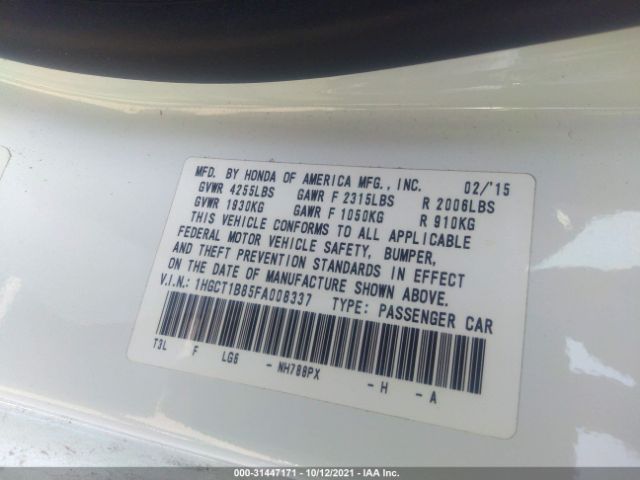 MFD. BY HONDA OF AMERICA MFG., INC. 02/'15
GVWR 4255LBS GAWR F 2315LBS R 2006LBS
GVWR 1930KG GAWR F 1050KG R 910KG
THIS VEHICLE CONFORMS TO ALL APPLICABLE
FEDERAL MOTOR VEHICLE SAFETY, BUMPER,
AND THEFT PREVENTION STANDARDS IN EFFECT
ON THE DATE OF MANUFACTURE SHOWN ABOVE.
V.I.N.: 1HGCT1B85FA008337 TYPE: PASSENGER CAR
T3L F LG6 - NH788PX - H - A
000-31447171 - 10/12/2021 - IAA Inc.